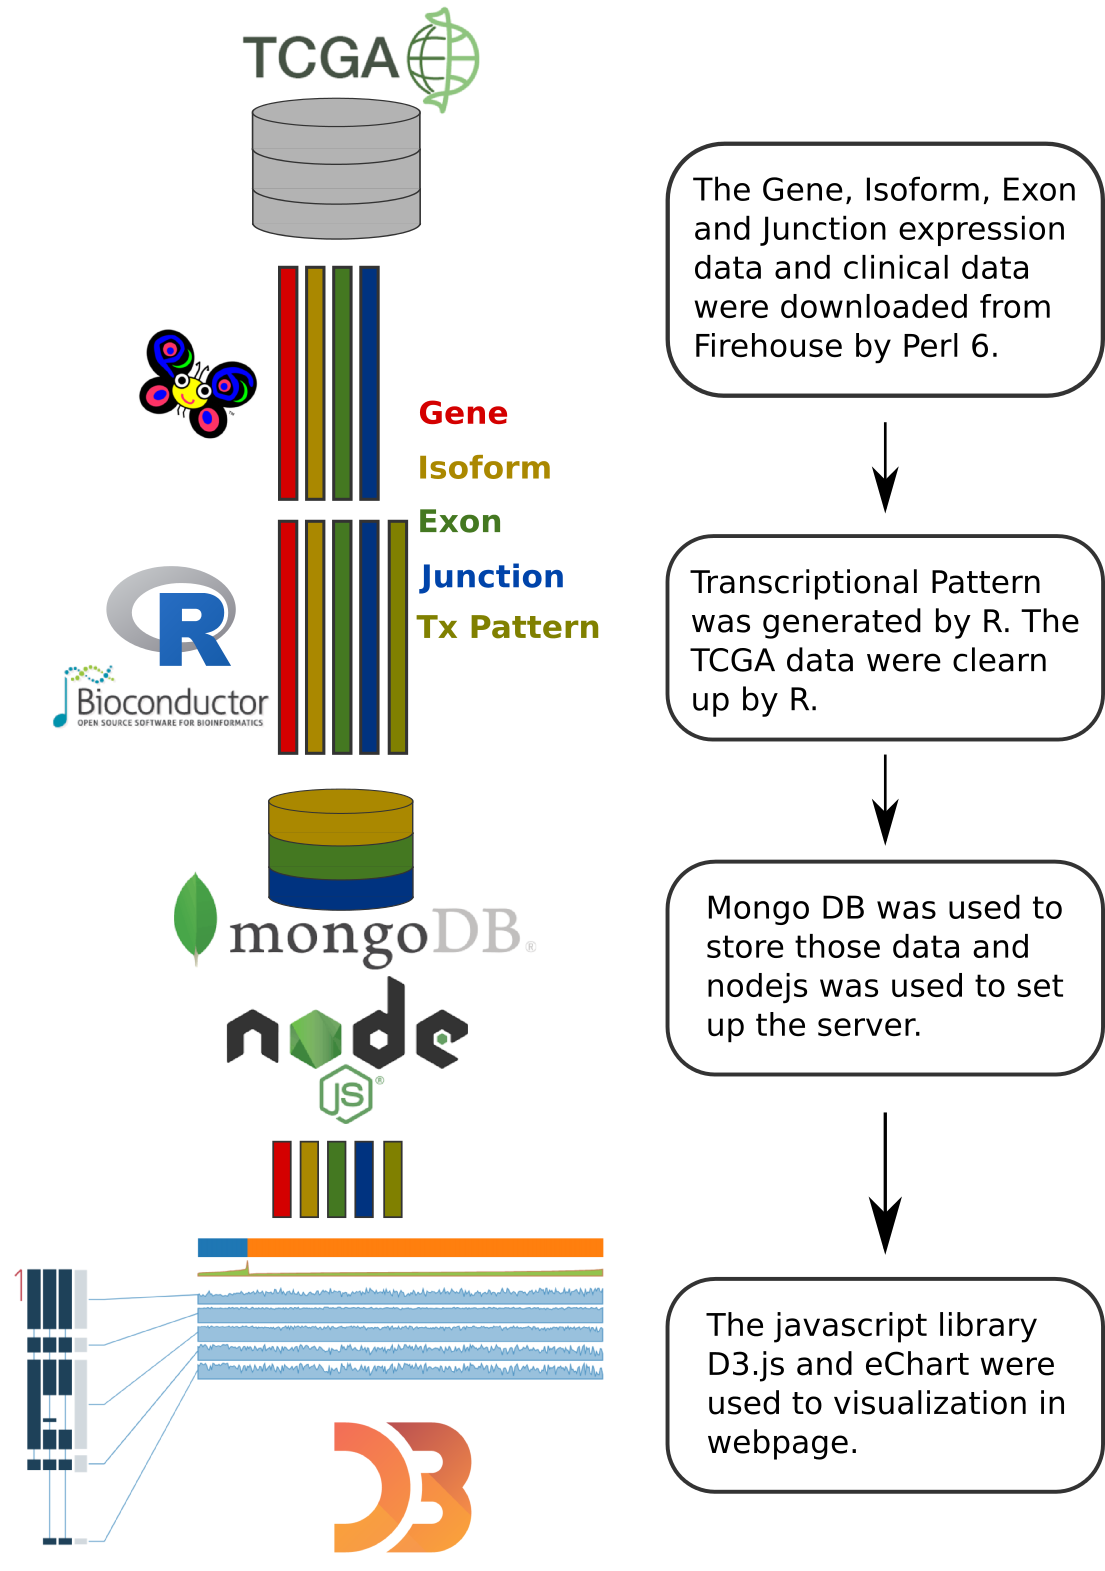 TCGA
The Gene, Isoform, Exon
and Junction expression
data and clinical data
were downloaded from
Firehouse by Perl 6.
Gene
Isoform
Exon
Junction
Tx Pattern
R
Bioconductor
OPEN SOURCE SOFTWARE FOR BIOINFORMATICS
Transcriptional Pattern
was generated by R. The
TCGA data were clearn
up by R.
mongoDB®
node
JS®
Mongo DB was used to
store those data and
nodejs was used to set
up the server.
1
D3
The javascript library
D3.js and eChart were
used to visualization in
webpage.